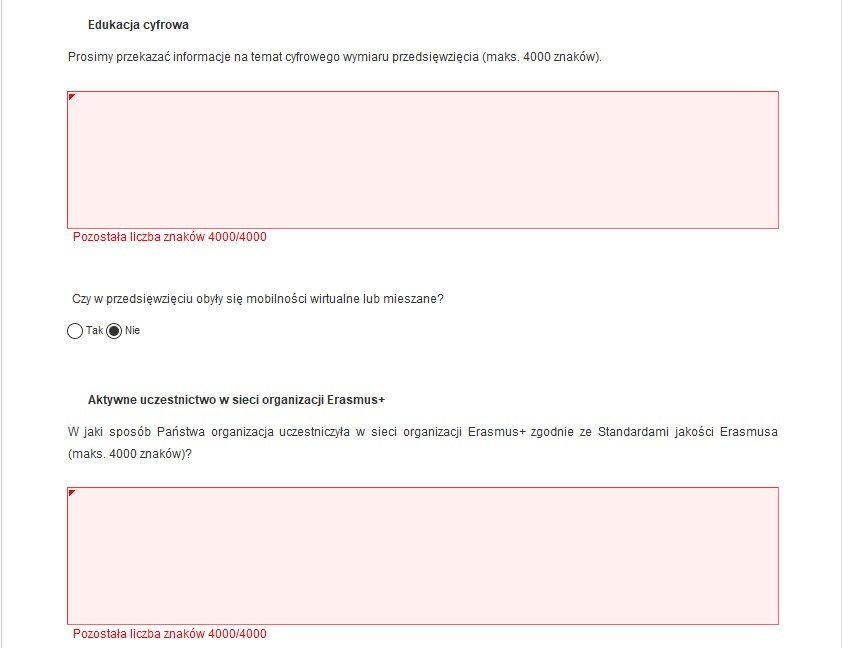 Edukacja cyfrowa
Prosimy przekazać informacje na temat cyfrowego wymiaru przedsięwzięcia (maks. 4000 znaków).
Pozostała liczba znaków 4000/4000
Czy w przedsięwzięciu obyły się mobilności wirtualne lub mieszane?
Tak Nie
Aktywne uczestnictwo w sieci organizacji Erasmus+
W jaki sposób Państwa organizacja uczestniczyła w sieci organizacji Erasmus+ zgodnie ze Standardami jakości Erasmusa
(maks. 4000 znaków)?
Pozostała liczba znaków 4000/4000